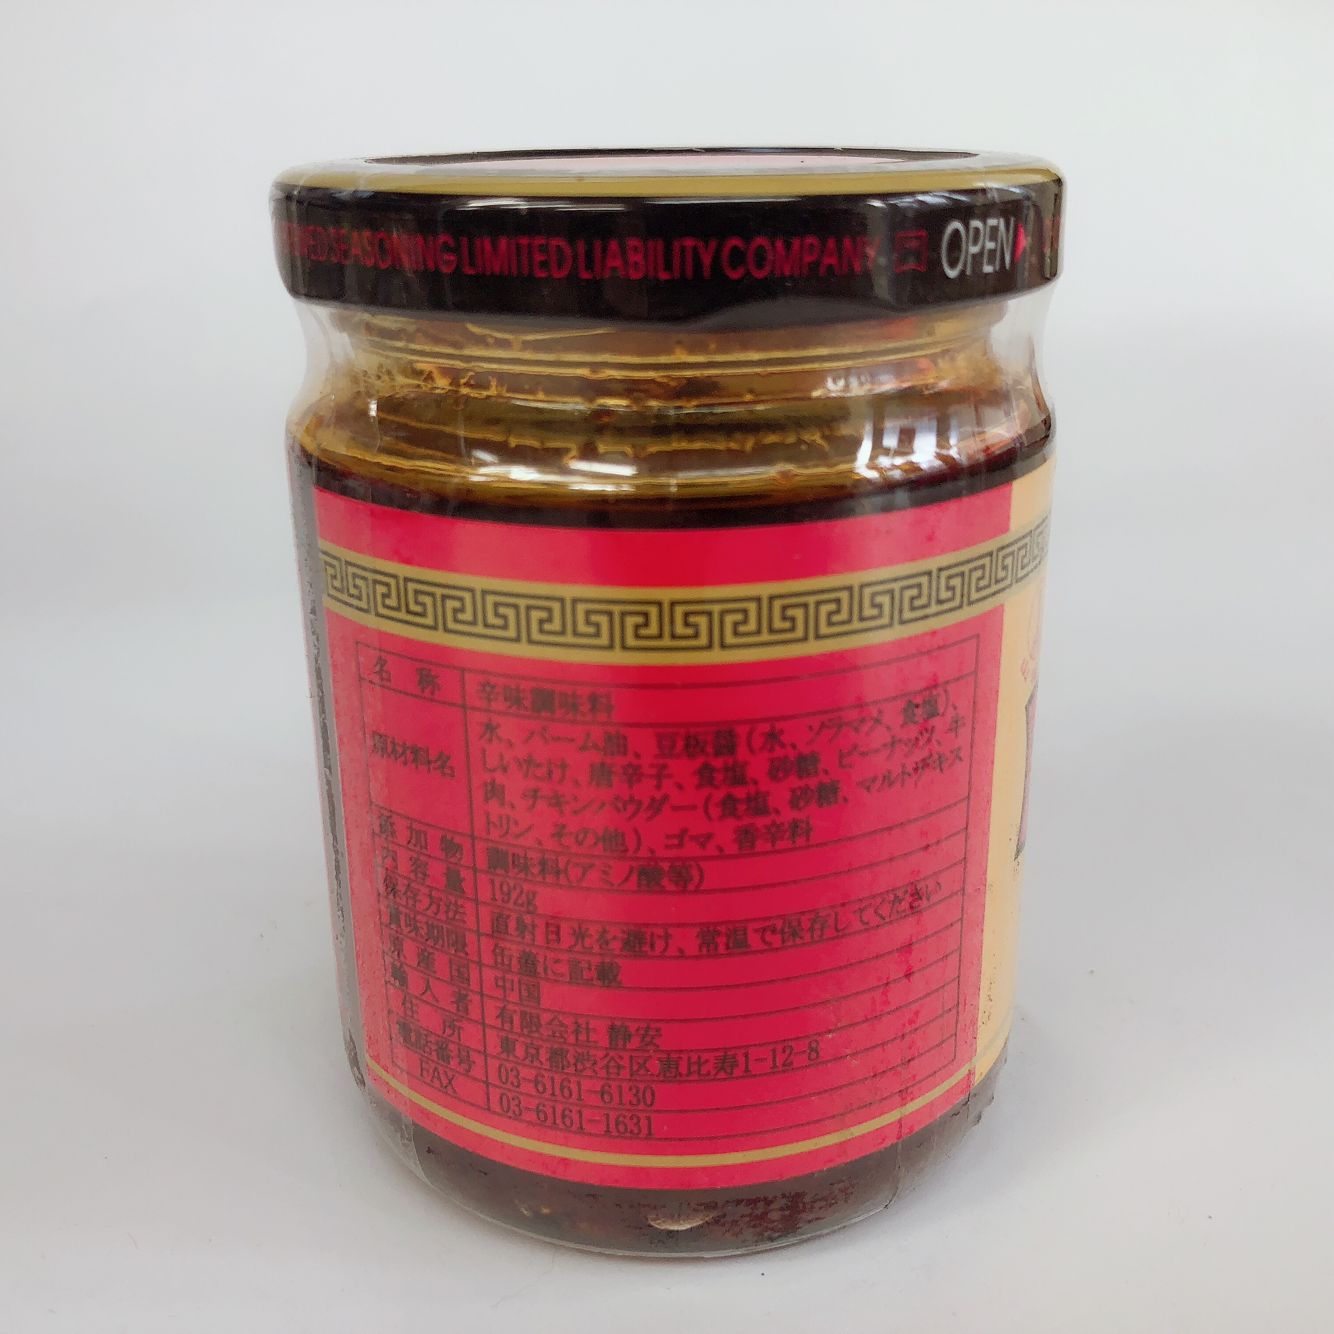 SEASONING LIMITED LIABILITY COMPANY OPEN
名称 辛味調味料
原材料名 水、パーム油、豆板醤(水、ソラマメ、食塩)、
しいたけ、唐辛子、食塩、砂糖、ピーナッツ、牛
肉、チキンパウダー(食塩、砂糖、マルトデキス
トリン、その他)、ゴマ、香辛料
添加物 調味料(アミノ酸等)
内容量 192g
保存方法 直射日光を避け、常温で保存してください
賞味期限 缶蓋に記載
原産国 中国
輸入者 有限会社 静安
住所 東京都渋谷区恵比寿1-12-8
電話番号 03-6161-6130
FAX 03-6161-1631